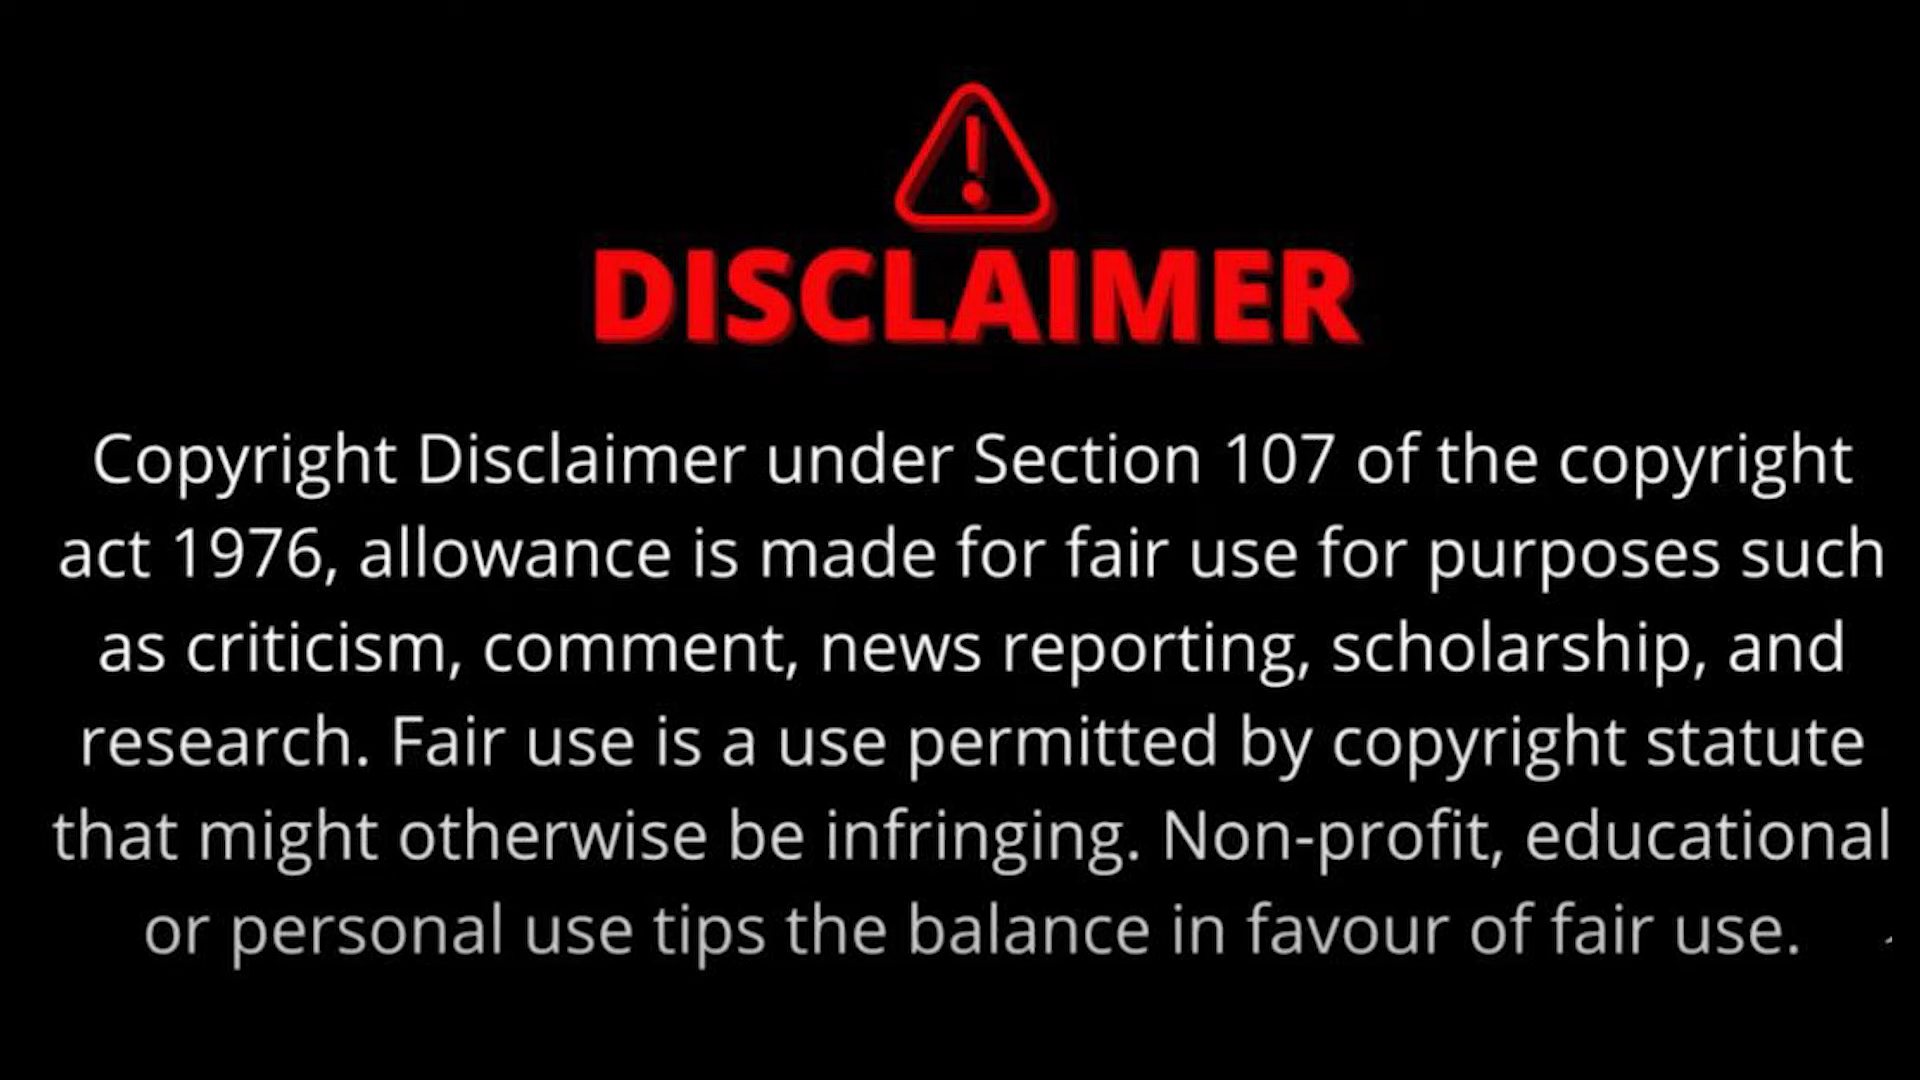 DISCLAIMER
Copyright Disclaimer under Section 107 of the copyright
act 1976, allowance is made for fair use for purposes such
as criticism, comment, news reporting, scholarship, and
research. Fair use is a use permitted by copyright statute
that might otherwise be infringing. Non-profit, educational
or personal use tips the balance in favour of fair use.